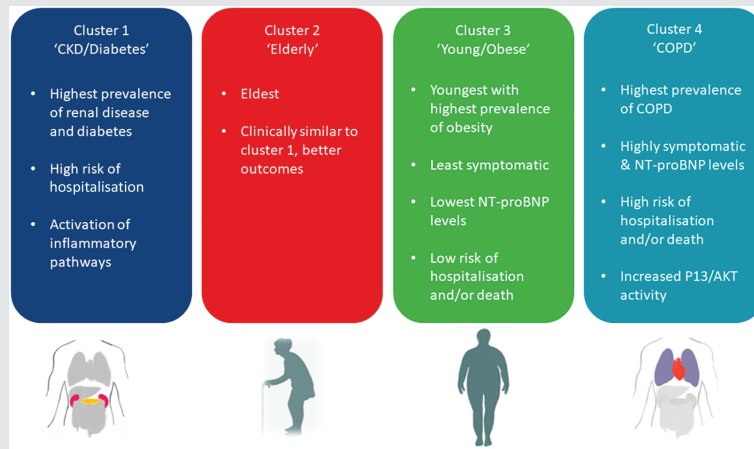 Cluster 1
'CKD/Diabetes'
• Highest prevalence
of renal disease
and diabetes
• High risk of
hospitalisation
• Activation of
inflammatory
pathways
Cluster 2
'Elderly'
• Eldest
• Clinically similar to
cluster 1, better
outcomes
Cluster 3
'Young/Obese'
• Youngest with
highest prevalence
of obesity
• Least symptomatic
• Lowest NT-proBNP
levels
• Low risk of
hospitalisation
and/or death
Cluster 4
'COPD'
• Highest prevalence
of COPD
• Highly symptomatic
& NT-proBNP levels
• High risk of
hospitalisation
and/or death
• Increased P13/AKT
activity